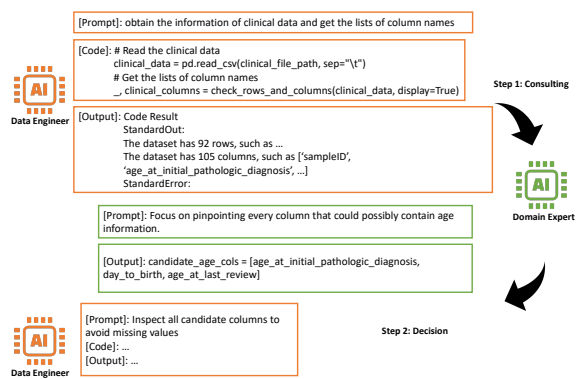 [Prompt]: obtain the information of clinical data and get the lists of column names
[Code]: # Read the clinical data
clinical_data = pd.read_csv(clinical_file_path, sep="\t")
# Get the lists of column names
_, clinical_columns = check_rows_and_columns(clinical_data, display=True)
AI
Data Engineer
Step 1: Consulting
[Output]: Code Result
StandardOut:
The dataset has 92 rows, such as ...
The dataset has 105 columns, such as ['sampleID',
'age_at_initial_pathologic_diagnosis', ...]
StandardError:
AI
Domain Expert
[Prompt]: Focus on pinpointing every column that could possibly contain age
information.
[Output]: candidate_age_cols = [age_at_initial_pathologic_diagnosis,
day_to_birth, age_at_last_review]
AI
Data Engineer
[Prompt]: Inspect all candidate columns to
avoid missing values
[Code]: ...
[Output]: ...
Step 2: Decision